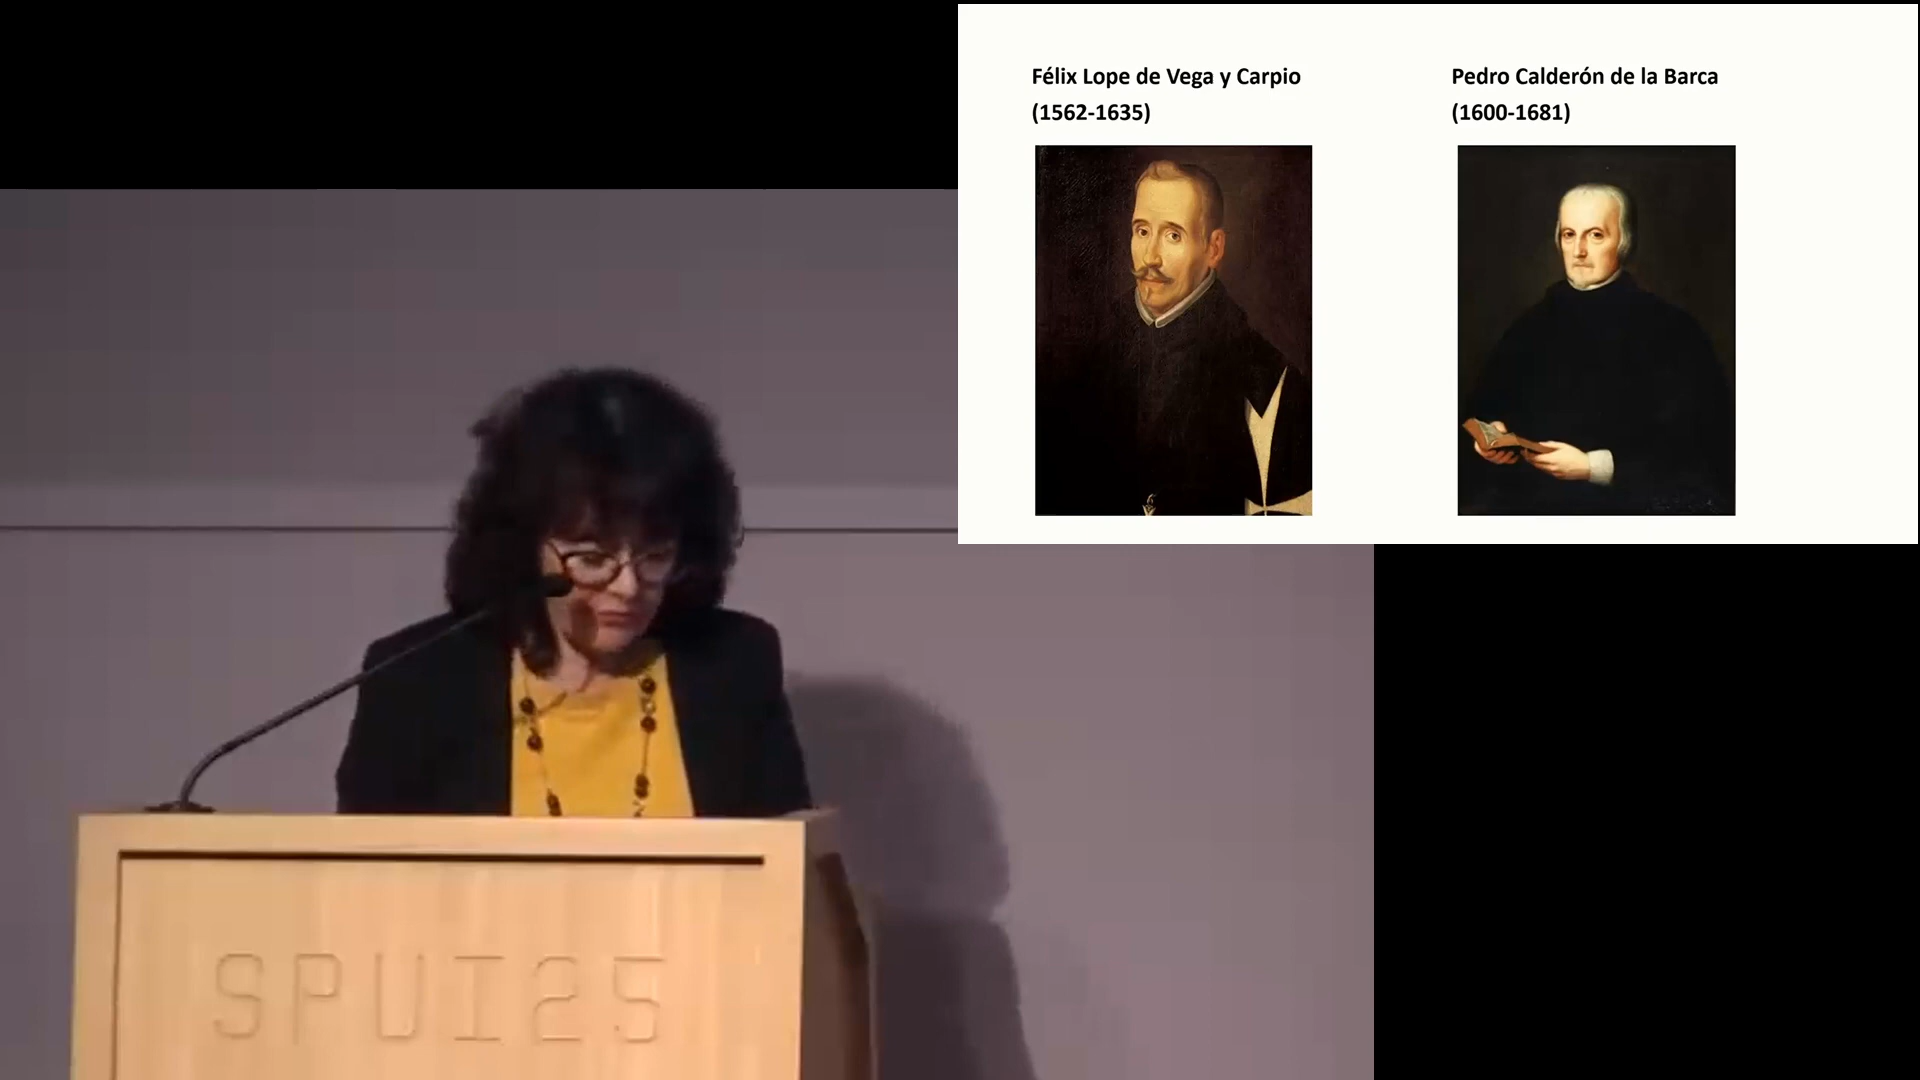 Félix Lope de Vega y Carpio
(1562-1635)
Pedro Calderón de la Barca
(1600-1681)
SPUI25